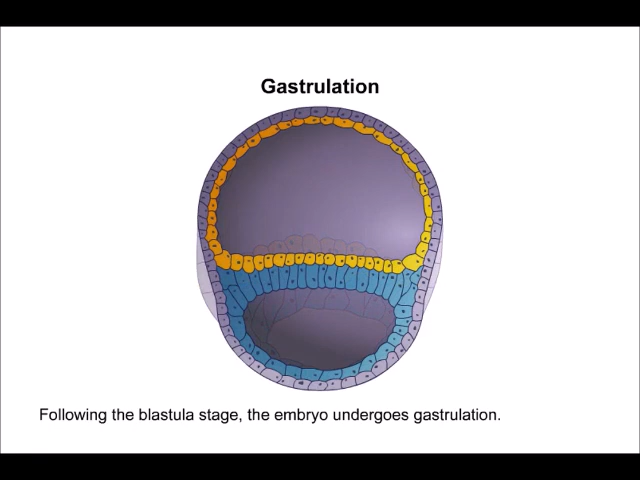 Gastrulation
Following the blastula stage, the embryo undergoes gastrulation.